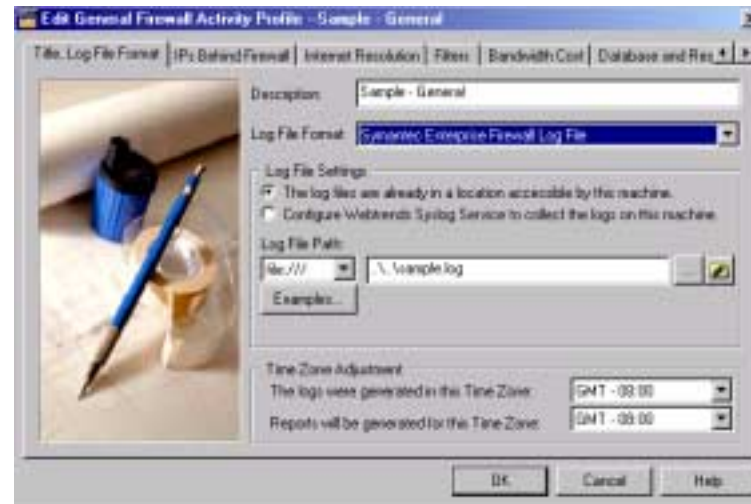 Edit General Firewall Activity Profile - Sample - General
Title, Log File Format
IPs Behind Firewall
Internet Resolution
Filters
Bandwidth Cost
Database and Rea
Description:
Sample - General
Log File Format:
Symantec Enterprise Firewall Log File
Log File Settings
The log files are already in a location accessible by this machine.
Configure Webtrends Syslog Service to collect the logs on this machine.
Log File Path:
file:///
..\..\sample.log
...
Examples...
Time Zone Adjustment
The logs were generated in this Time Zone:
GMT - 08:00
Reports will be generated for this Time Zone:
GMT - 08:00
OK
Cancel
Help